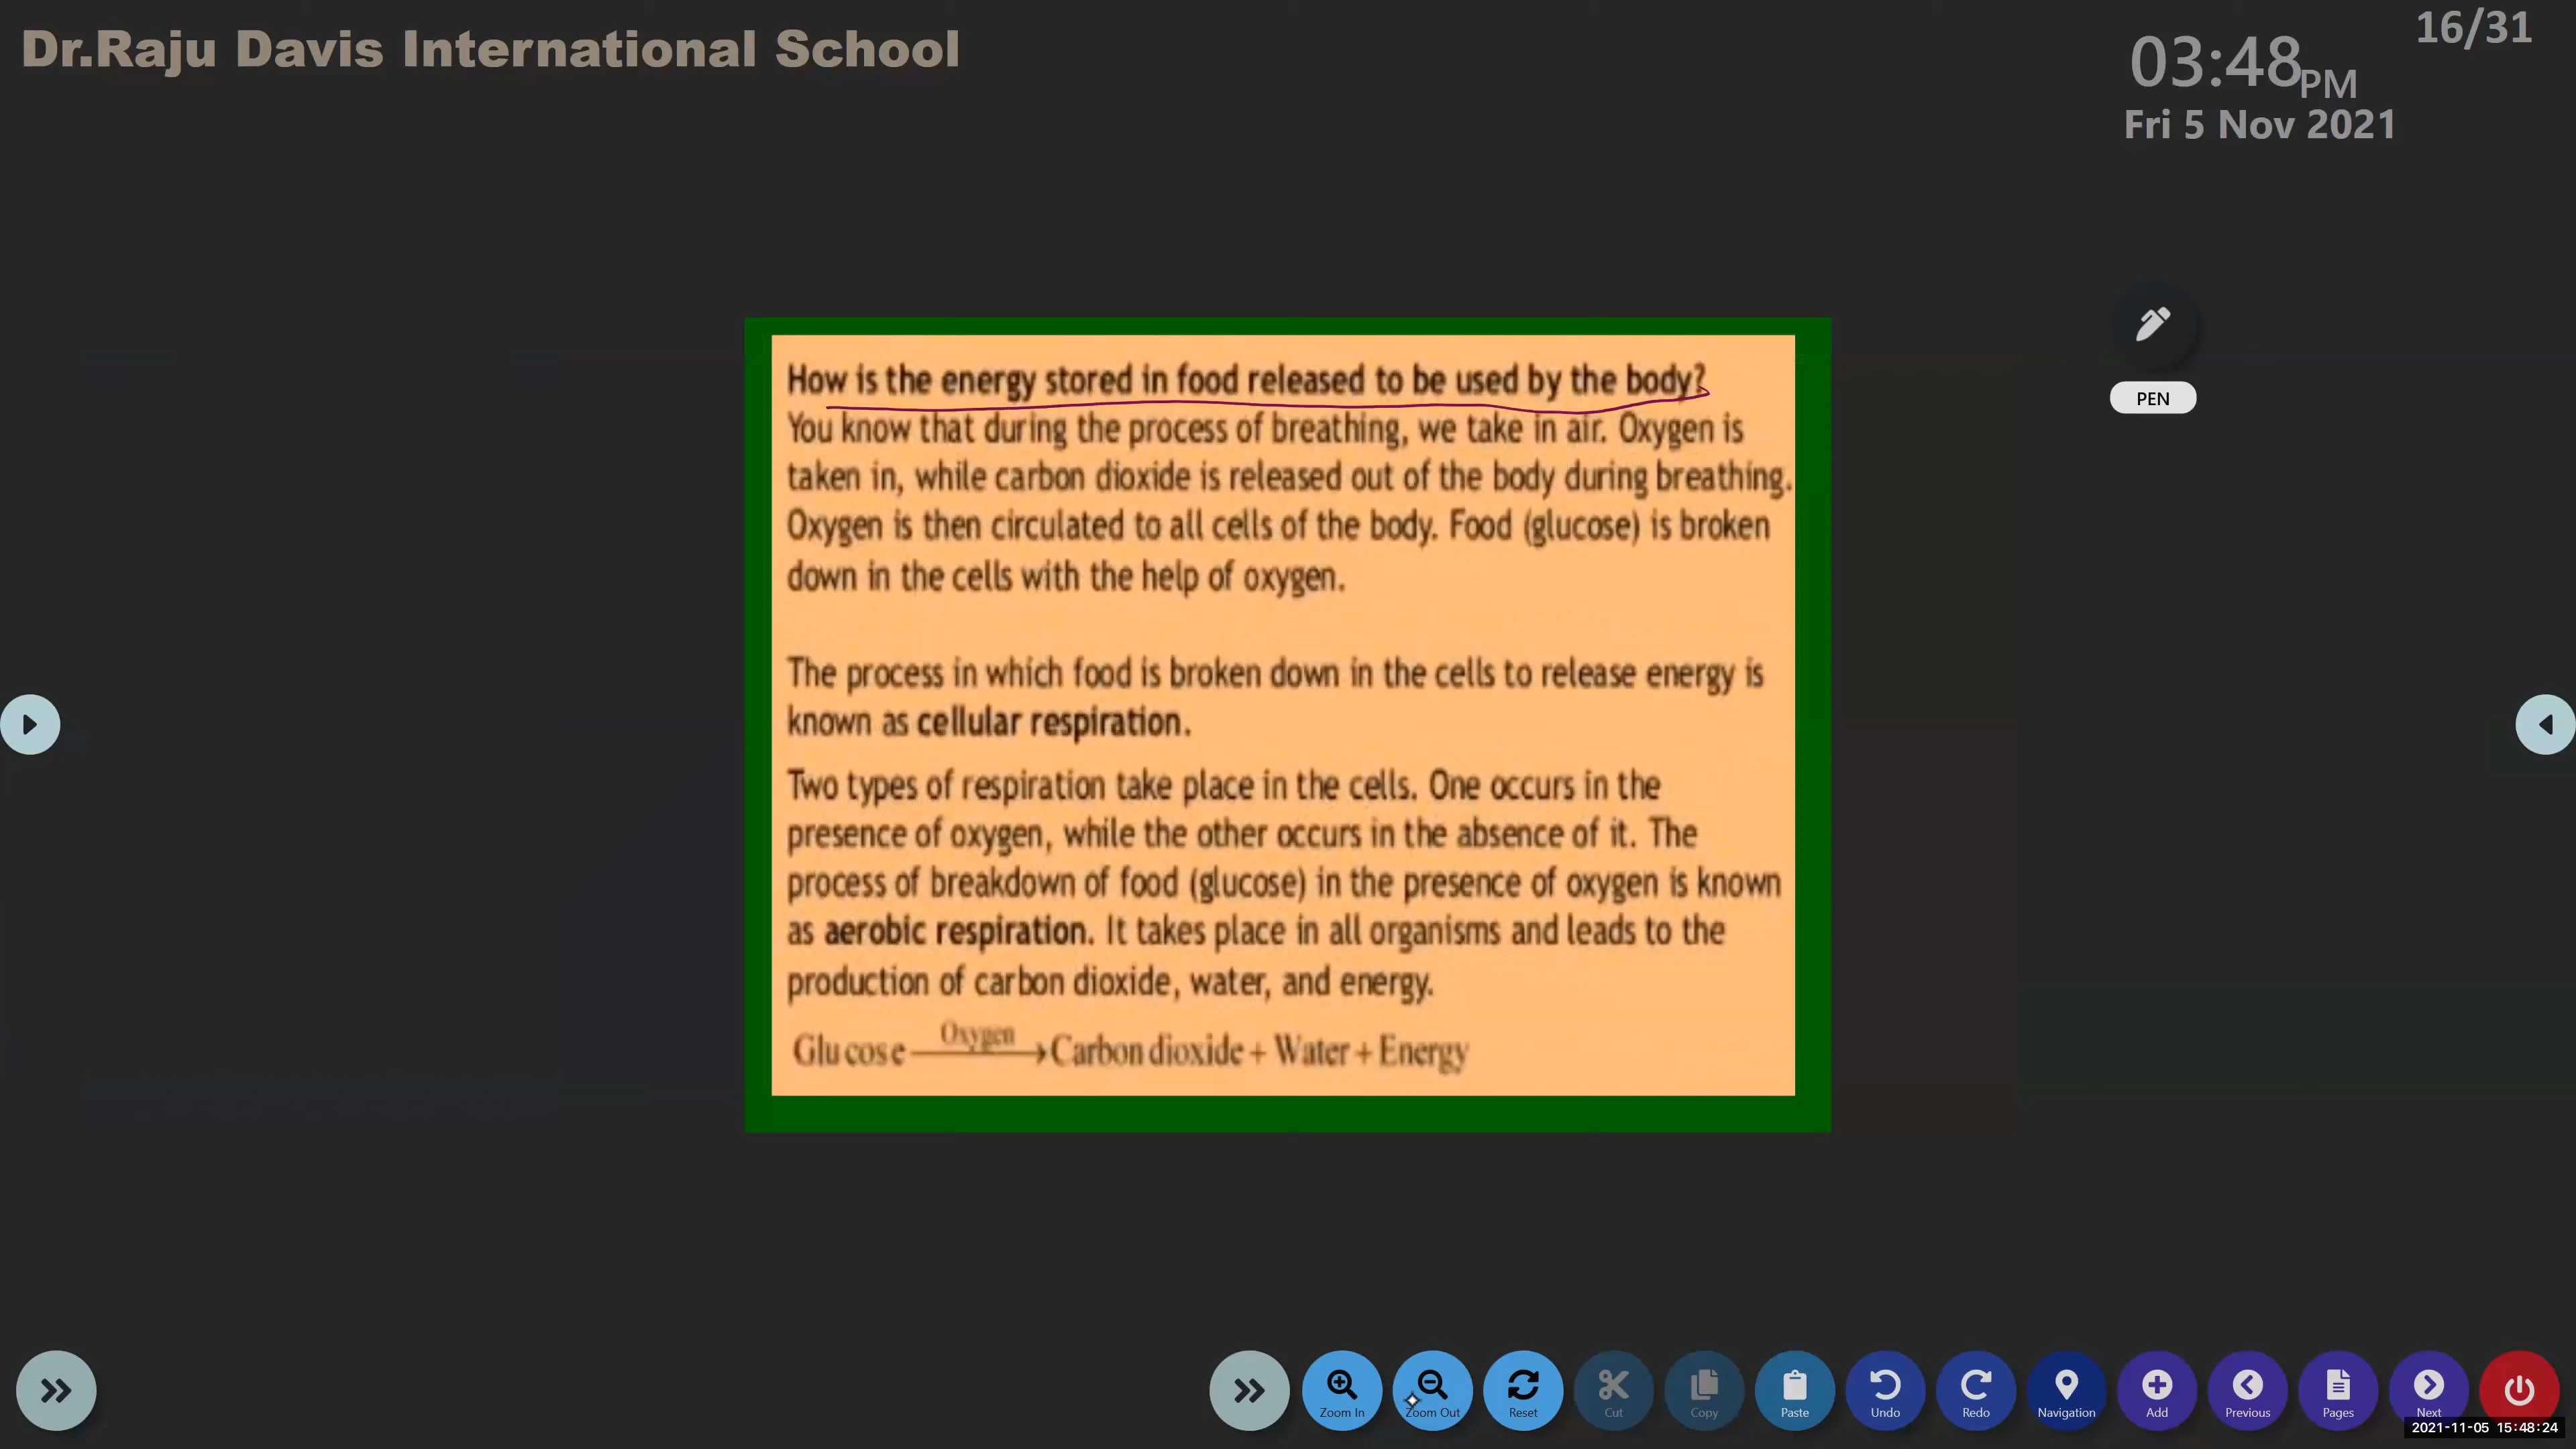 Dr.Raju Davis International School
16/31
03:48PM
Fri 5 Nov 2021
PEN
How is the energy stored in food released to be used by the body?
You know that during the process of breathing, we take in air. Oxygen is
taken in, while carbon dioxide is released out of the body during breathing.
Oxygen is then circulated to all cells of the body. Food (glucose) is broken
down in the cells with the help of oxygen.
The process in which food is broken down in the cells to release energy is
known as cellular respiration.
Two types of respiration take place in the cells. One occurs in the
presence of oxygen, while the other occurs in the absence of it. The
process of breakdown of food (glucose) in the presence of oxygen is known
as aerobic respiration. It takes place in all organisms and leads to the
production of carbon dioxide, water, and energy.
Oxygen
Glucose → Carbon dioxide + Water + Energy
Zoom In Zoom Out Reset Cut Copy Paste Undo Redo Navigation Add Previous Pages Next
2021-11-05 15:48:24